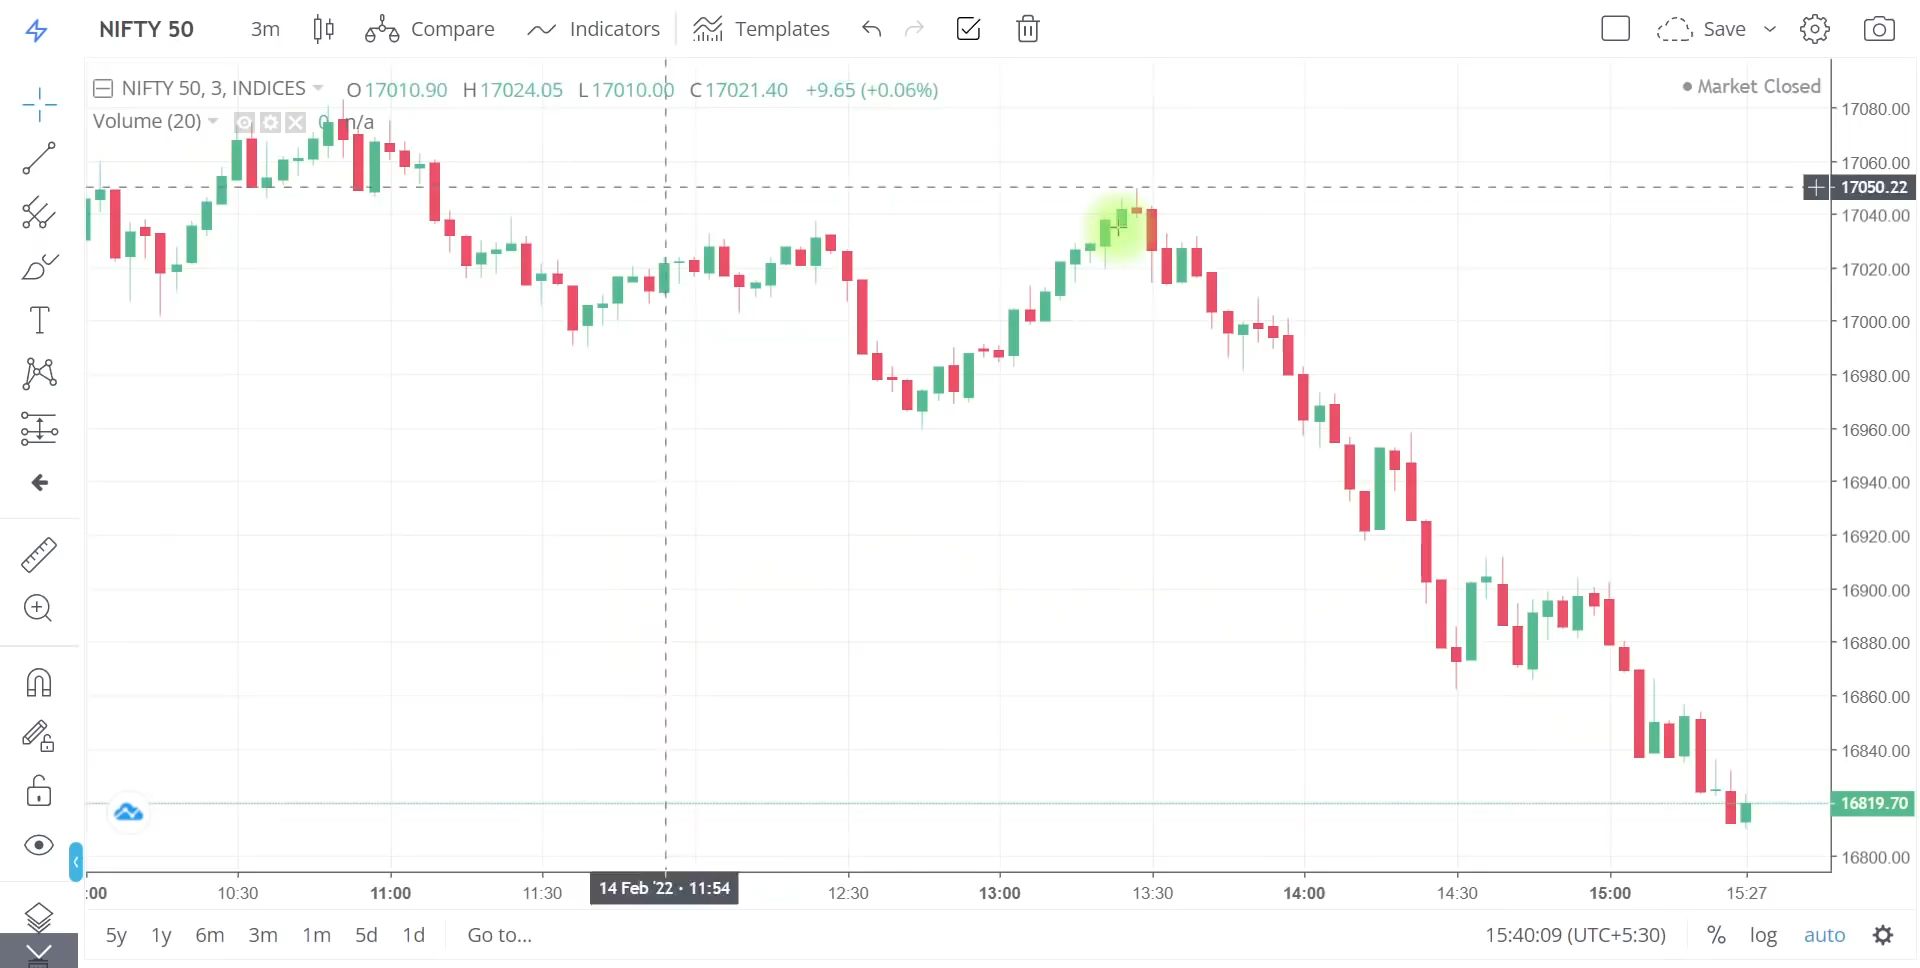 NIFTY 50 3m Compare Indicators Templates Save
NIFTY 50, 3, INDICES O17010.90 H17024.05 L17010.00 C17021.40 +9.65 (+0.06%)
Market Closed
Volume (20) 0 n/a
17080.00
17060.00
17050.22
17040.00
17020.00
17000.00
16980.00
16960.00
16940.00
16920.00
16900.00
16880.00
16860.00
16840.00
16819.70
16800.00
:00 10:30 11:00 11:30 14 Feb '22 · 11:54 12:30 13:00 13:30 14:00 14:30 15:00 15:27
5y 1y 6m 3m 1m 5d 1d Go to... 15:40:09 (UTC+5:30) % log auto